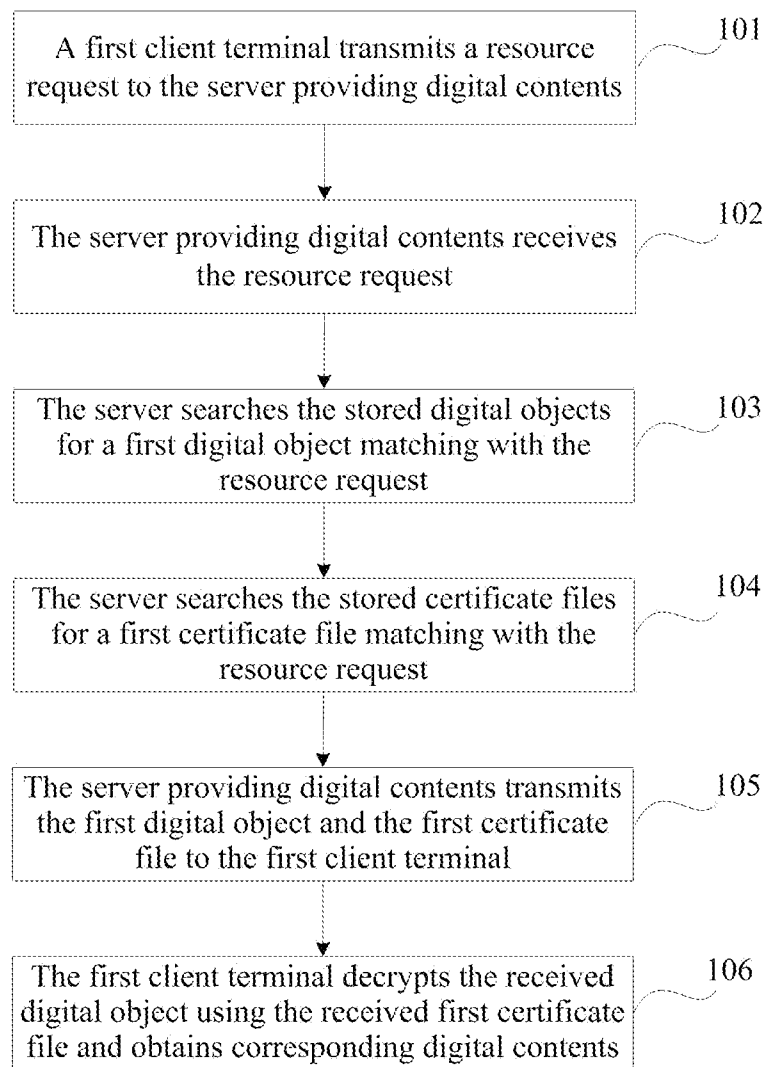 A first client terminal transmits a resource
request to the server providing digital contents
101
The server providing digital contents receives
the resource request
102
The server searches the stored digital objects
for a first digital object matching with the
resource request
103
The server searches the stored certificate files
for a first certificate file matching with the
resource request
104
The server providing digital contents transmits
the first digital object and the first certificate
file to the first client terminal
105
The first client terminal decrypts the received
digital object using the received first certificate
file and obtains corresponding digital contents
106